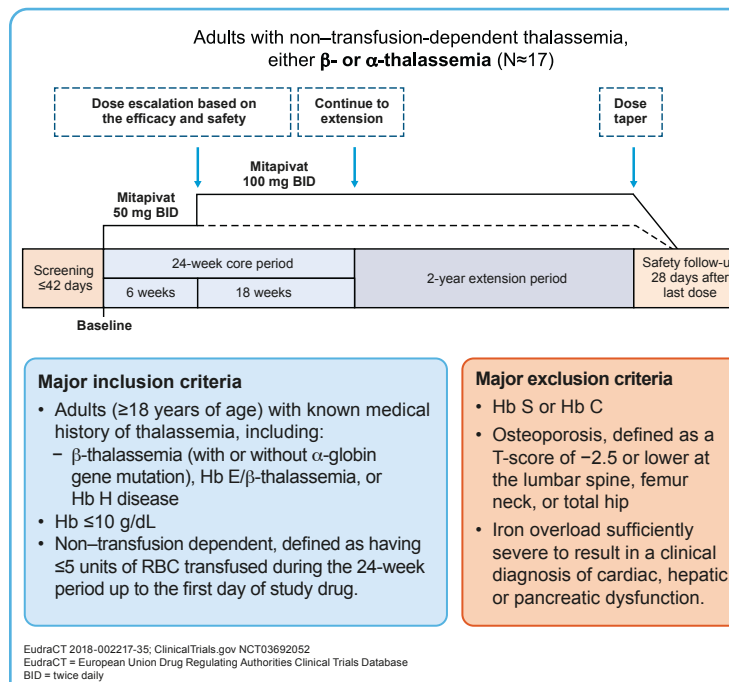 Adults with non–transfusion-dependent thalassemia,
either β- or α-thalassemia (N≈17)
Dose escalation based on
the efficacy and safety
Continue to
extension
Dose
taper
Mitapivat
50 mg BID
Mitapivat
100 mg BID
Screening
≤42 days
24-week core period
6 weeks
18 weeks
2-year extension period
Safety follow-u
28 days after
last dose
Baseline
Major inclusion criteria
• Adults (≥18 years of age) with known medical
history of thalassemia, including:
– β-thalassemia (with or without α-globin
gene mutation), Hb E/β-thalassemia, or
Hb H disease
• Hb ≤10 g/dL
• Non–transfusion dependent, defined as having
≤5 units of RBC transfused during the 24-week
period up to the first day of study drug.
Major exclusion criteria
• Hb S or Hb C
• Osteoporosis, defined as a
T-score of −2.5 or lower at
the lumbar spine, femur
neck, or total hip
• Iron overload sufficiently
severe to result in a clinical
diagnosis of cardiac, hepatic
or pancreatic dysfunction.
EudraCT 2018-002217-35; ClinicalTrials.gov NCT03692052
EudraCT = European Union Drug Regulating Authorities Clinical Trials Database
BID = twice daily